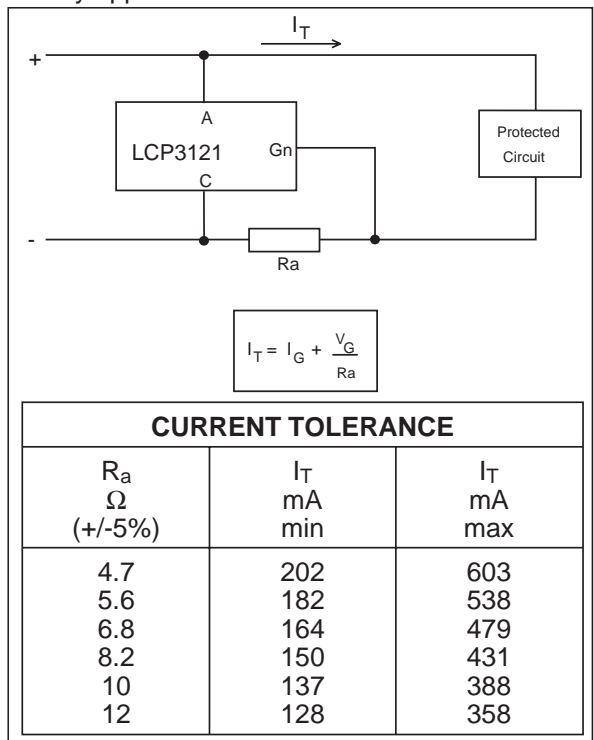 I_T
+
A
LCP3121
Gn
C
Protected
Circuit
-
Ra
I_T = I_G + V_G / Ra
CURRENT TOLERANCE
Ra I_T I_T
Ω mA mA
(+/-5%) min max
4.7 202 603
5.6 182 538
6.8 164 479
8.2 150 431
10 137 388
12 128 358